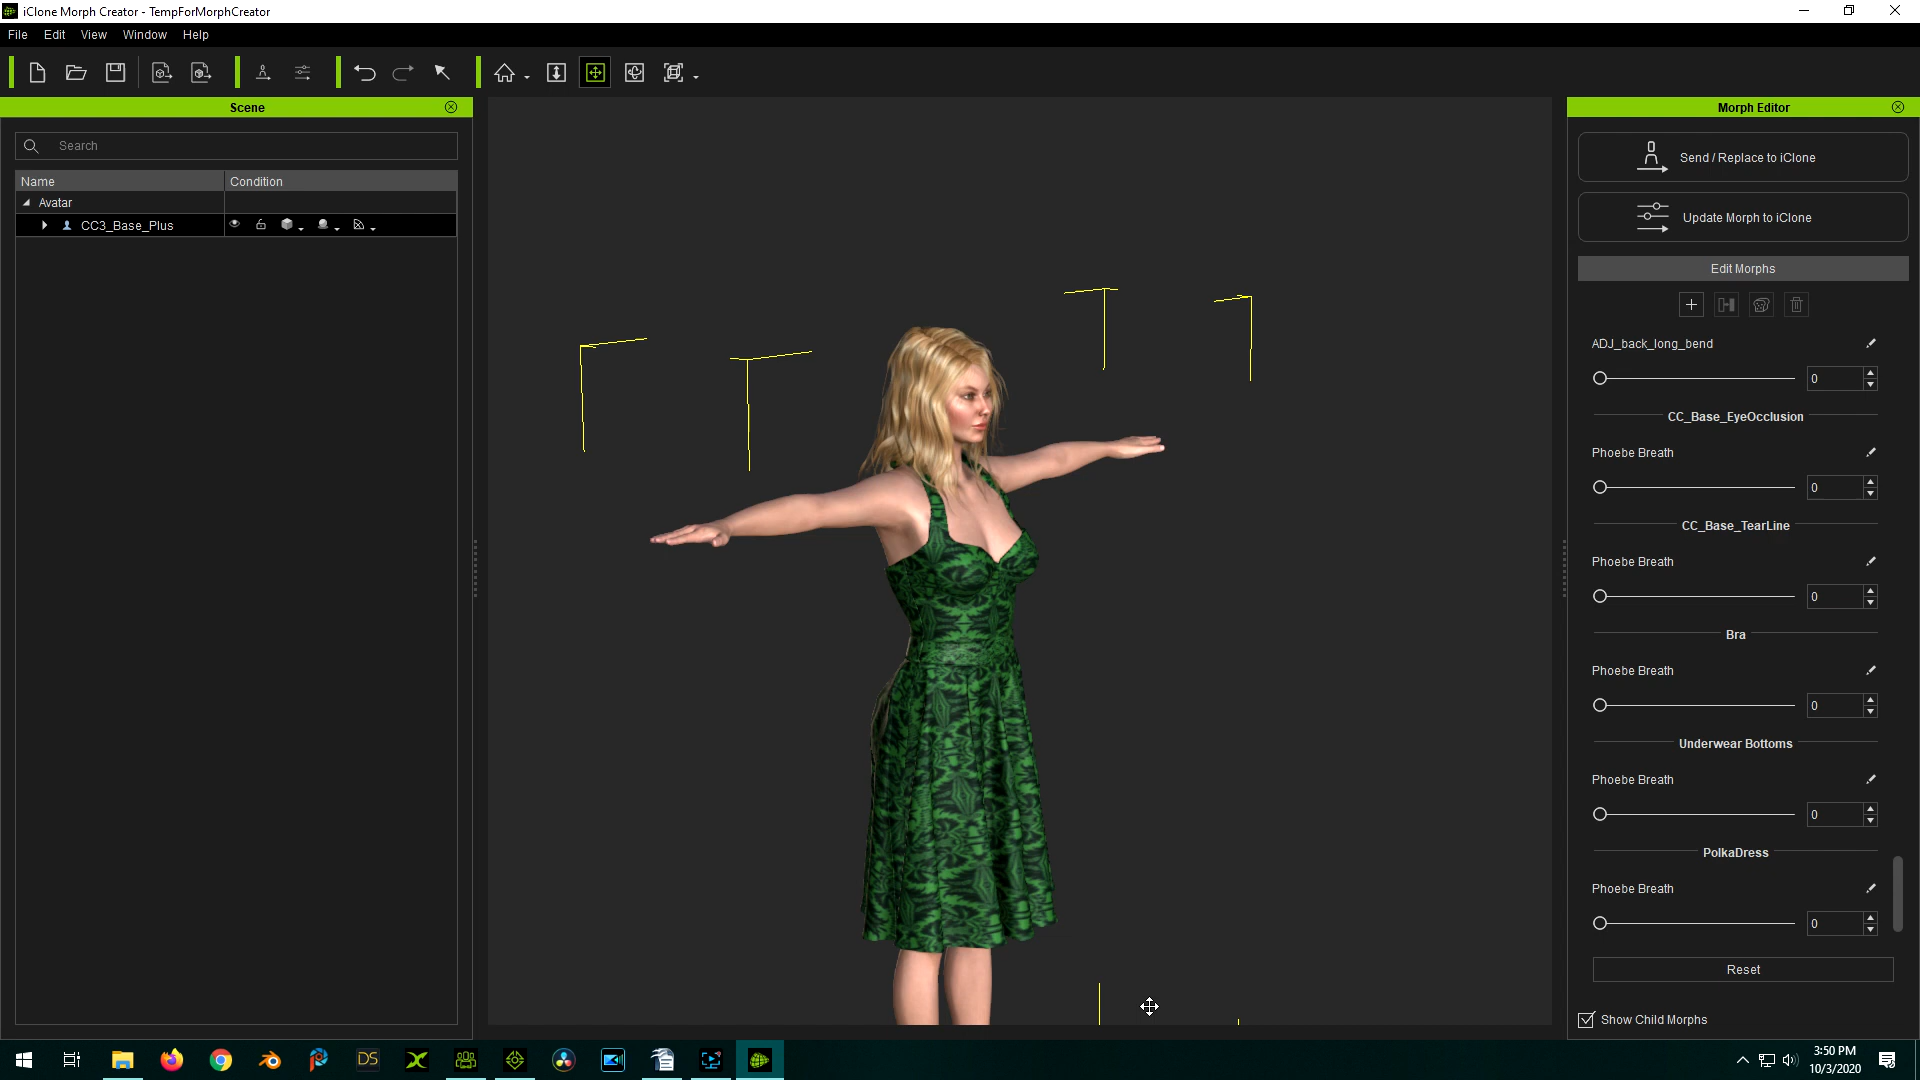 iClone Morph Creator - TempForMorphCreator
File Edit View Window Help
Scene
Search
Name Condition
Avatar
CC3_Base_Plus
Morph Editor
Send / Replace to iClone
Update Morph to iClone
Edit Morphs
ADJ_back_long_bend
0
CC_Base_EyeOcclusion
Phoebe Breath
0
CC_Base_TearLine
Phoebe Breath
0
Bra
Phoebe Breath
0
Underwear Bottoms
Phoebe Breath
0
PolkaDress
Phoebe Breath
0
Reset
Show Child Morphs
DS
3:50 PM
10/3/2020